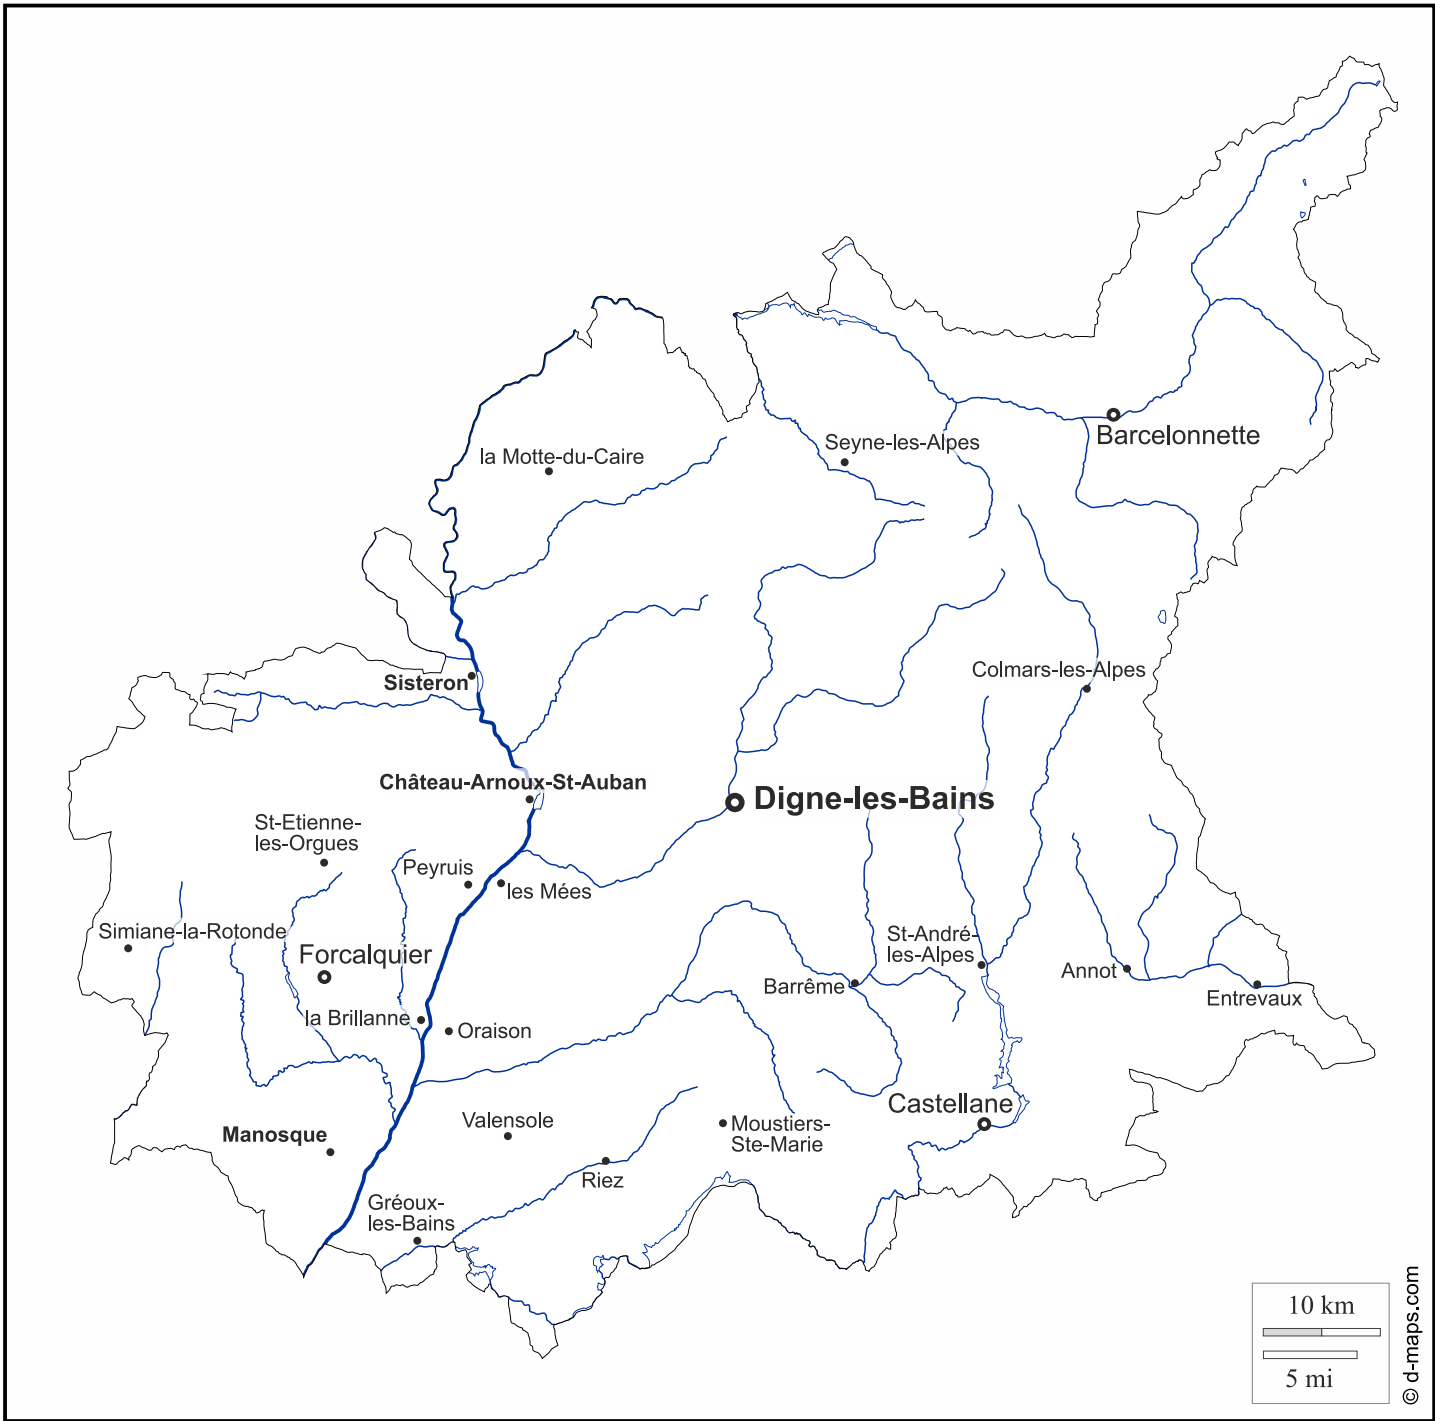 Barcelonnette
Seyne-les-Alpes
la Motte-du-Caire
Colmars-les-Alpes
Sisteron
Château-Arnoux-St-Auban
Digne-les-Bains
St-Etienne-
les-Orgues
Peyruis
les Mées
Simiane-la-Rotonde
Forcalquier
St-André-
les-Alpes
Annot
Barrême
Entrevaux
la Brillanne
Oraison
Castellane
Valensole
Moustiers-
Ste-Marie
Manosque
Riez
Gréoux-
les-Bains
10 km
5 mi
© d-maps.com